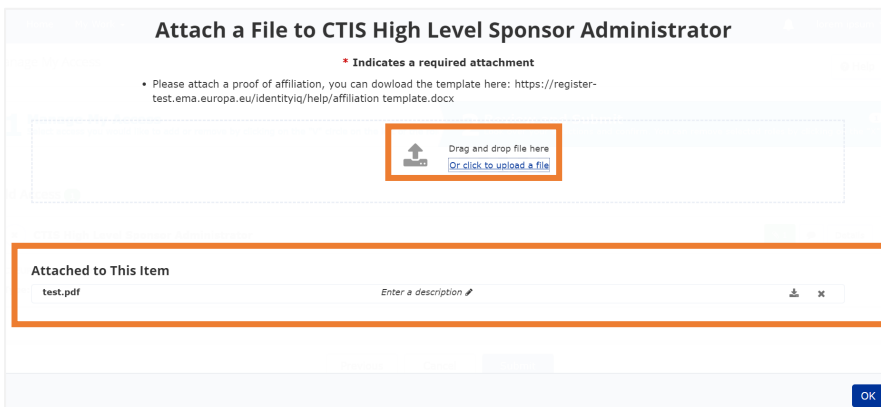 Attach a File to CTIS High Level Sponsor Administrator
* Indicates a required attachment
• Please attach a proof of affiliation, you can dowload the template here: https://register-
test.ema.europa.eu/identityiq/help/affiliation template.docx
Drag and drop file here
Or click to upload a file
Attached to This Item
test.pdf Enter a description
OK